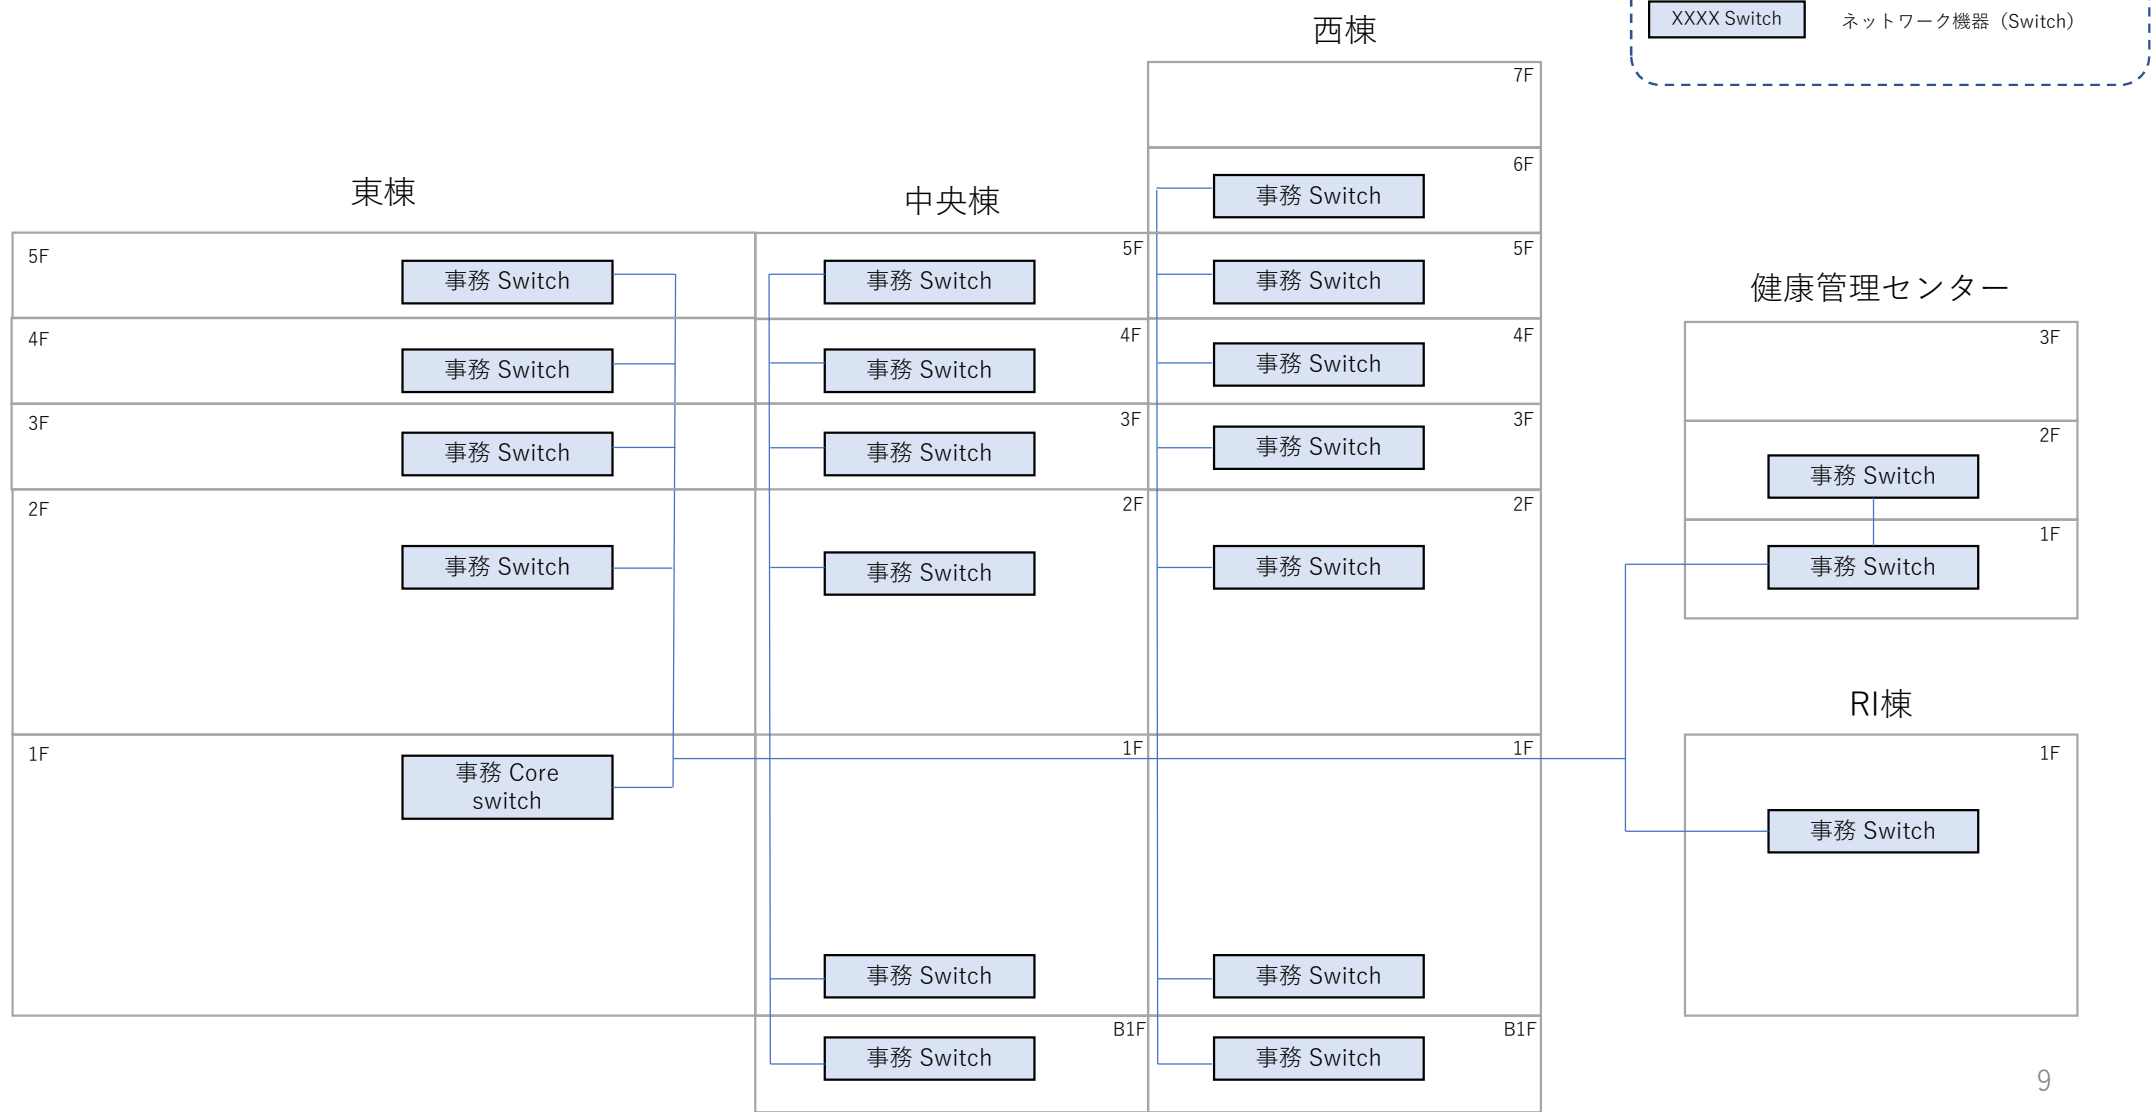 XXXX Switch
ネットワーク機器（Switch）
西棟
7F
6F
事務 Switch
東棟
中央棟
5F
事務 Switch
5F
事務 Switch
5F
事務 Switch
4F
事務 Switch
4F
事務 Switch
4F
事務 Switch
3F
事務 Switch
3F
事務 Switch
3F
事務 Switch
2F
事務 Switch
2F
事務 Switch
2F
事務 Switch
1F
事務 Core
switch
1F
事務 Switch
1F
事務 Switch
B1F
事務 Switch
B1F
事務 Switch
健康管理センター
3F
2F
事務 Switch
1F
事務 Switch
RI棟
1F
事務 Switch
9